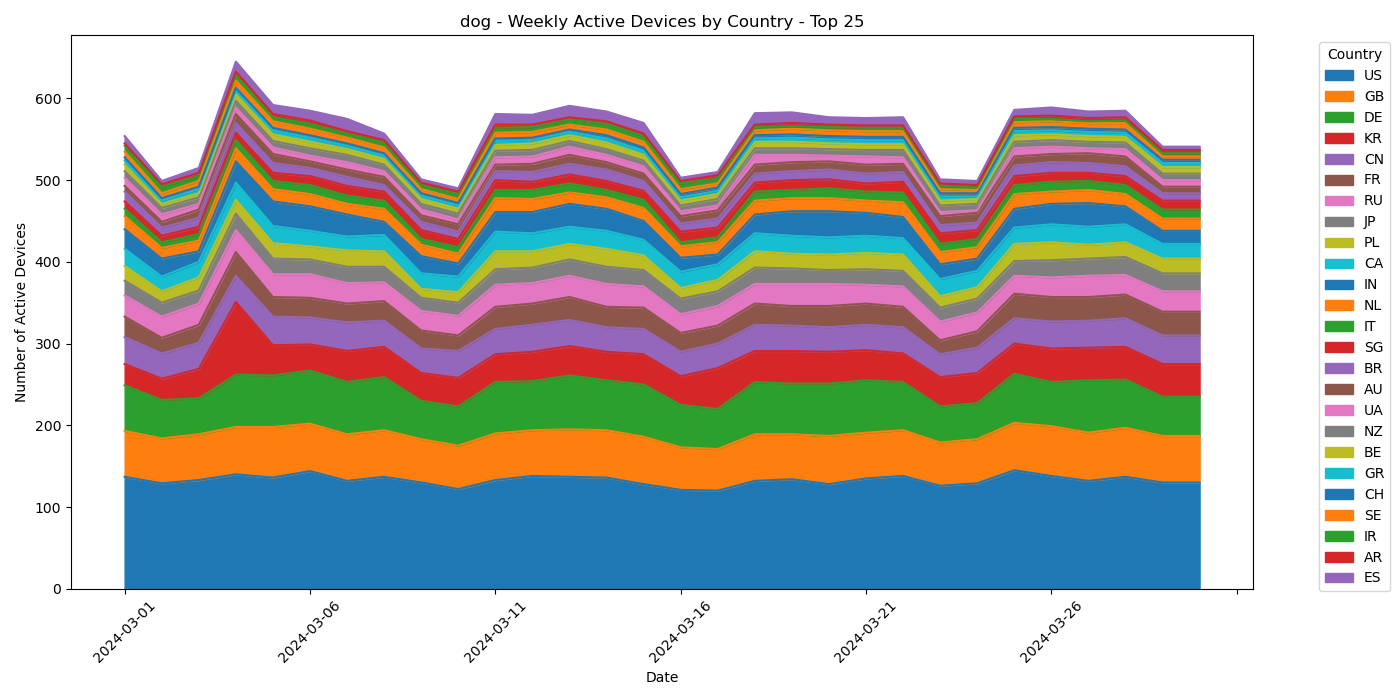 dog - Weekly Active Devices by Country - Top 25
Number of Active Devices
600
500
400
300
200
100
0
2024-03-01
2024-03-06
2024-03-11
2024-03-16
2024-03-21
2024-03-26
Date
Country
US
GB
DE
KR
CN
FR
RU
JP
PL
CA
IN
NL
IT
SG
BR
AU
UA
NZ
BE
GR
CH
SE
IR
AR
ES